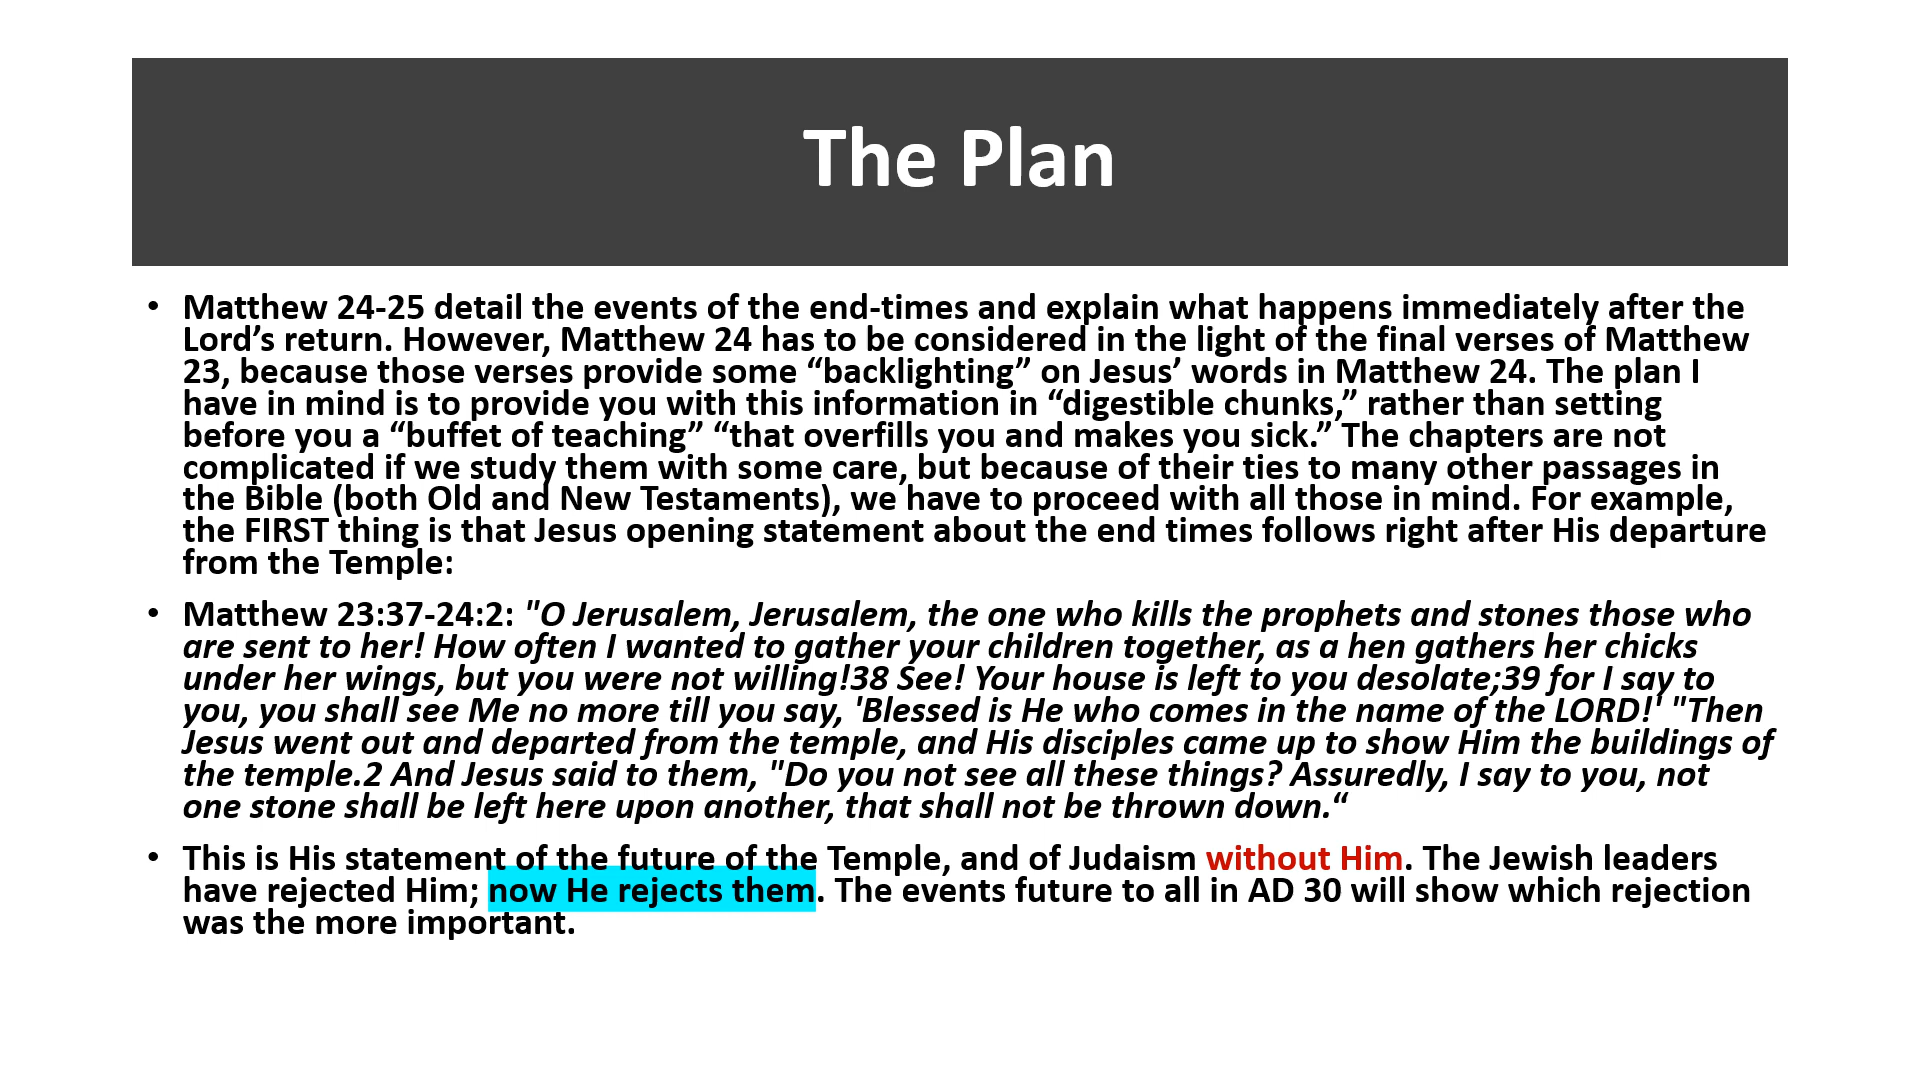 The Plan
• Matthew 24-25 detail the events of the end-times and explain what happens immediately after the
Lord’s return. However, Matthew 24 has to be considered in the light of the final verses of Matthew
23, because those verses provide some “backlighting” on Jesus’ words in Matthew 24. The plan I
have in mind is to provide you with this information in “digestible chunks,” rather than setting
before you a “buffet of teaching” “that overfills you and makes you sick.” The chapters are not
complicated if we study them with some care, but because of their ties to many other passages in
the Bible (both Old and New Testaments), we have to proceed with all those in mind. For example,
the FIRST thing is that Jesus opening statement about the end times follows right after His departure
from the Temple:
• Matthew 23:37-24:2: "O Jerusalem, Jerusalem, the one who kills the prophets and stones those who
are sent to her! How often I wanted to gather your children together, as a hen gathers her chicks
under her wings, but you were not willing!38 See! Your house is left to you desolate;39 for I say to
you, you shall see Me no more till you say, 'Blessed is He who comes in the name of the LORD!' "Then
Jesus went out and departed from the temple, and His disciples came up to show Him the buildings of
the temple.2 And Jesus said to them, "Do you not see all these things? Assuredly, I say to you, not
one stone shall be left here upon another, that shall not be thrown down.“
• This is His statement of the future of the Temple, and of Judaism without Him. The Jewish leaders
have rejected Him; now He rejects them. The events future to all in AD 30 will show which rejection
was the more important.